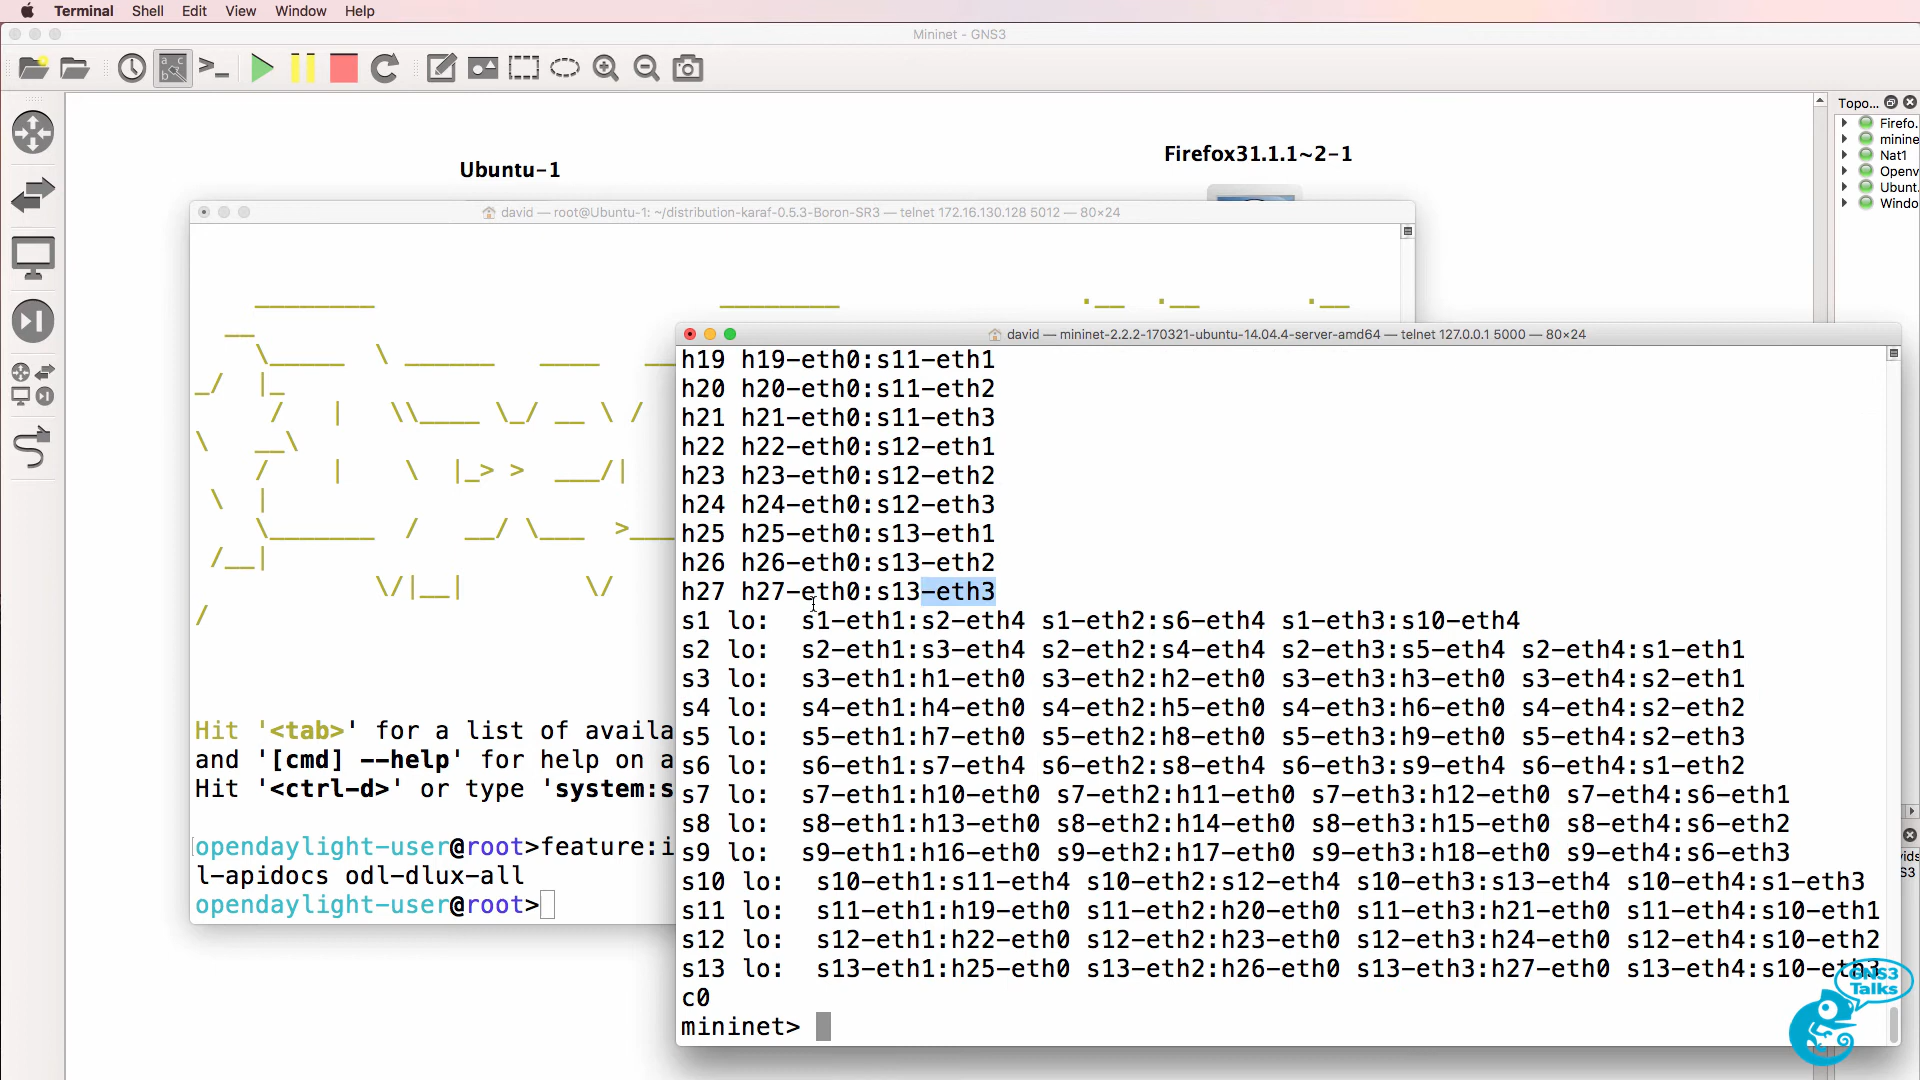 Terminal Shell Edit View Window Help
Mininet - GNS3
Topo...
Firefo.
minine
Nat1
Openv
Ubunt.
Windo
Ubuntu-1
Firefox31.1.1~2-1
david — root@Ubuntu-1: ~/distribution-karaf-0.5.3-Boron-SR3 — telnet 172.16.130.128 5012 — 80×24
Hit '<tab>' for a list of availa
and '[cmd] --help' for help on a
Hit '<ctrl-d>' or type 'system:s
opendaylight-user@root>feature:i
l-apidocs odl-dlux-all
opendaylight-user@root>
david — mininet-2.2.2-170321-ubuntu-14.04.4-server-amd64 — telnet 127.0.0.1 5000 — 80×24
h19 h19-eth0:s11-eth1
h20 h20-eth0:s11-eth2
h21 h21-eth0:s11-eth3
h22 h22-eth0:s12-eth1
h23 h23-eth0:s12-eth2
h24 h24-eth0:s12-eth3
h25 h25-eth0:s13-eth1
h26 h26-eth0:s13-eth2
h27 h27-eth0:s13-eth3
s1 lo:  s1-eth1:s2-eth4 s1-eth2:s6-eth4 s1-eth3:s10-eth4
s2 lo:  s2-eth1:s3-eth4 s2-eth2:s4-eth4 s2-eth3:s5-eth4 s2-eth4:s1-eth1
s3 lo:  s3-eth1:h1-eth0 s3-eth2:h2-eth0 s3-eth3:h3-eth0 s3-eth4:s2-eth1
s4 lo:  s4-eth1:h4-eth0 s4-eth2:h5-eth0 s4-eth3:h6-eth0 s4-eth4:s2-eth2
s5 lo:  s5-eth1:h7-eth0 s5-eth2:h8-eth0 s5-eth3:h9-eth0 s5-eth4:s2-eth3
s6 lo:  s6-eth1:s7-eth4 s6-eth2:s8-eth4 s6-eth3:s9-eth4 s6-eth4:s1-eth2
s7 lo:  s7-eth1:h10-eth0 s7-eth2:h11-eth0 s7-eth3:h12-eth0 s7-eth4:s6-eth1
s8 lo:  s8-eth1:h13-eth0 s8-eth2:h14-eth0 s8-eth3:h15-eth0 s8-eth4:s6-eth2
s9 lo:  s9-eth1:h16-eth0 s9-eth2:h17-eth0 s9-eth3:h18-eth0 s9-eth4:s6-eth3
s10 lo:  s10-eth1:s11-eth4 s10-eth2:s12-eth4 s10-eth3:s13-eth4 s10-eth4:s1-eth3
s11 lo:  s11-eth1:h19-eth0 s11-eth2:h20-eth0 s11-eth3:h21-eth0 s11-eth4:s10-eth1
s12 lo:  s12-eth1:h22-eth0 s12-eth2:h23-eth0 s12-eth3:h24-eth0 s12-eth4:s10-eth2
s13 lo:  s13-eth1:h25-eth0 s13-eth2:h26-eth0 s13-eth3:h27-eth0 s13-eth4:s10-eth3
c0
mininet>
vids
S3
GNS3
Talks